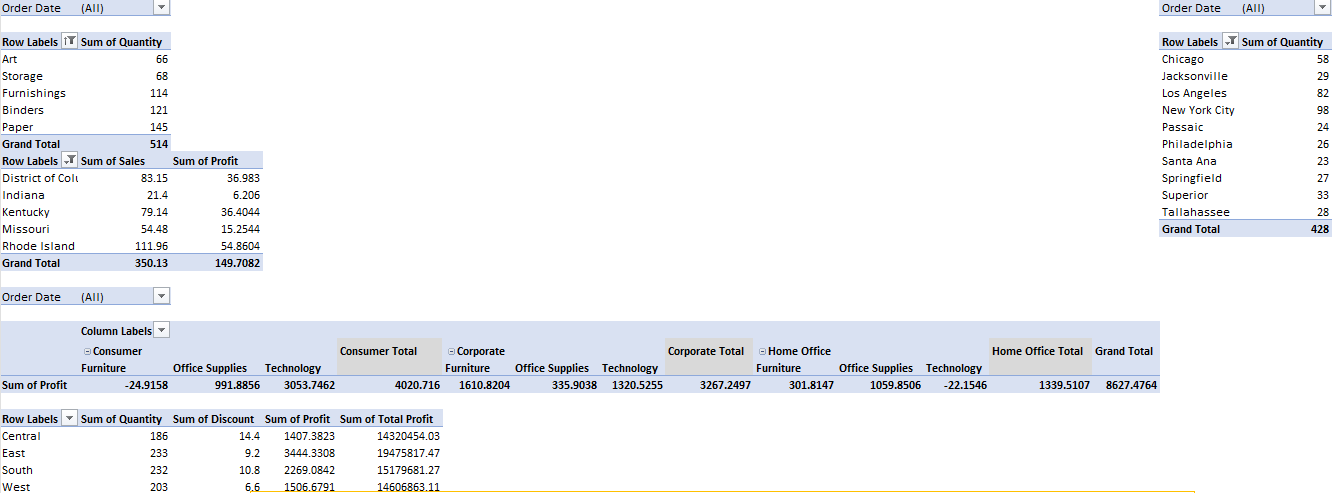 Order Date (All) Order Date (All)
Row Labels Sum of Quantity Row Labels Sum of Quantity
Art 66 Chicago 58
Storage 68 Jacksonville 29
Furnishings 114 Los Angeles 82
Binders 121 New York City 98
Paper 145 Passaic 24
Grand Total 514 Philadelphia 26
Row Labels Sum of Sales Sum of Profit Santa Ana 23
District of Colu 83.15 36.983 Springfield 27
Indiana 21.4 6.206 Superior 33
Kentucky 79.14 36.4044 Tallahassee 28
Missouri 54.48 15.2544 Grand Total 428
Rhode Island 111.96 54.8604
Grand Total 350.13 149.7082
Order Date (All)
Column Labels
Consumer Consumer Total Corporate Corporate Total Home Office Home Office Total Grand Total
Furniture Office Supplies Technology Furniture Office Supplies Technology Furniture Office Supplies Technology
Sum of Profit -24.9158 991.8856 3053.7462 4020.716 1610.8204 335.9038 1320.5255 3267.2497 301.8147 1059.8506 -22.1546 1339.5107 8627.4764
Row Labels Sum of Quantity Sum of Discount Sum of Profit Sum of Total Profit
Central 186 14.4 1407.3823 14320454.03
East 233 9.2 3444.3308 19475817.47
South 232 10.8 2269.0842 15179681.27
West 203 6.6 1506.6791 14606863.11